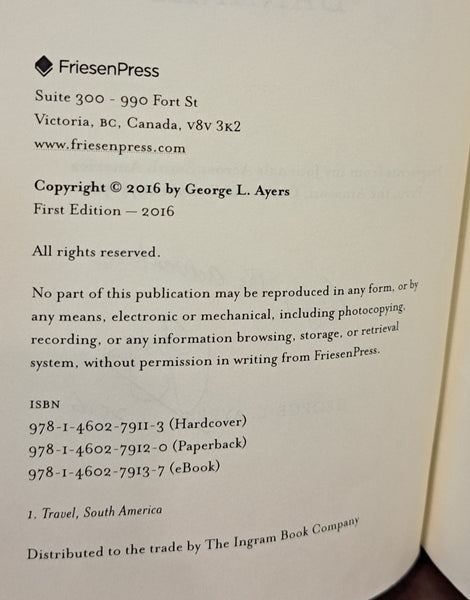 FriesenPress
Suite 300 - 990 Fort St
Victoria, BC, Canada, v8v 3k2
www.friesenpress.com
Copyright © 2016 by George L. Ayers
First Edition — 2016
All rights reserved.
No part of this publication may be reproduced in any form, or by
any means, electronic or mechanical, including photocopying,
recording, or any information browsing, storage, or retrieval
system, without permission in writing from FriesenPress.
ISBN
978-1-4602-7911-3 (Hardcover)
978-1-4602-7912-0 (Paperback)
978-1-4602-7913-7 (eBook)
1. Travel, South America
Distributed to the trade by The Ingram Book Company